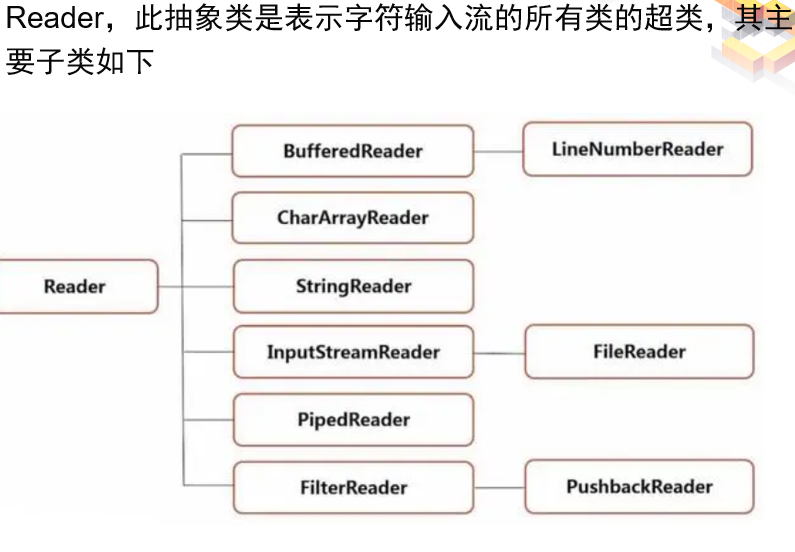 Reader，此抽象类是表示字符输入流的所有类的超类，其主
要子类如下
BufferedReader
LineNumberReader
CharArrayReader
Reader
StringReader
InputStreamReader
FileReader
PipedReader
FilterReader
PushbackReader